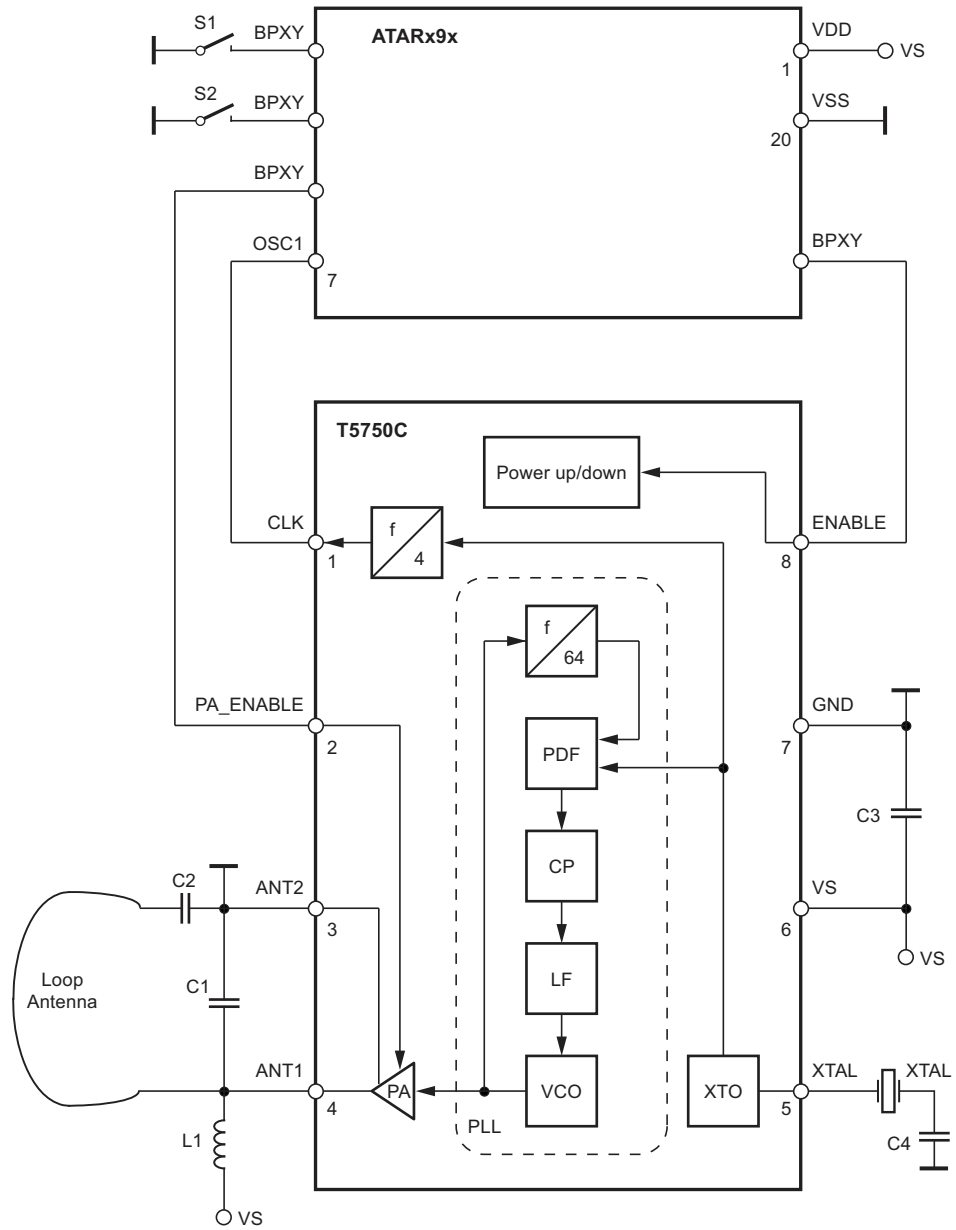 S1
BPXY
ATARx9x
VDD
1
VS
S2
BPXY
VSS
20
BPXY
OSC1
7
BPXY
T5750C
Power up/down
CLK
1
f
4
ENABLE
8
f
64
PA_ENABLE
2
GND
7
PDF
C3
CP
C2
ANT2
3
VS
6
VS
Loop
Antenna
C1
LF
ANT1
4
PA
VCO
PLL
XTO
XTAL
5
XTAL
C4
L1
VS